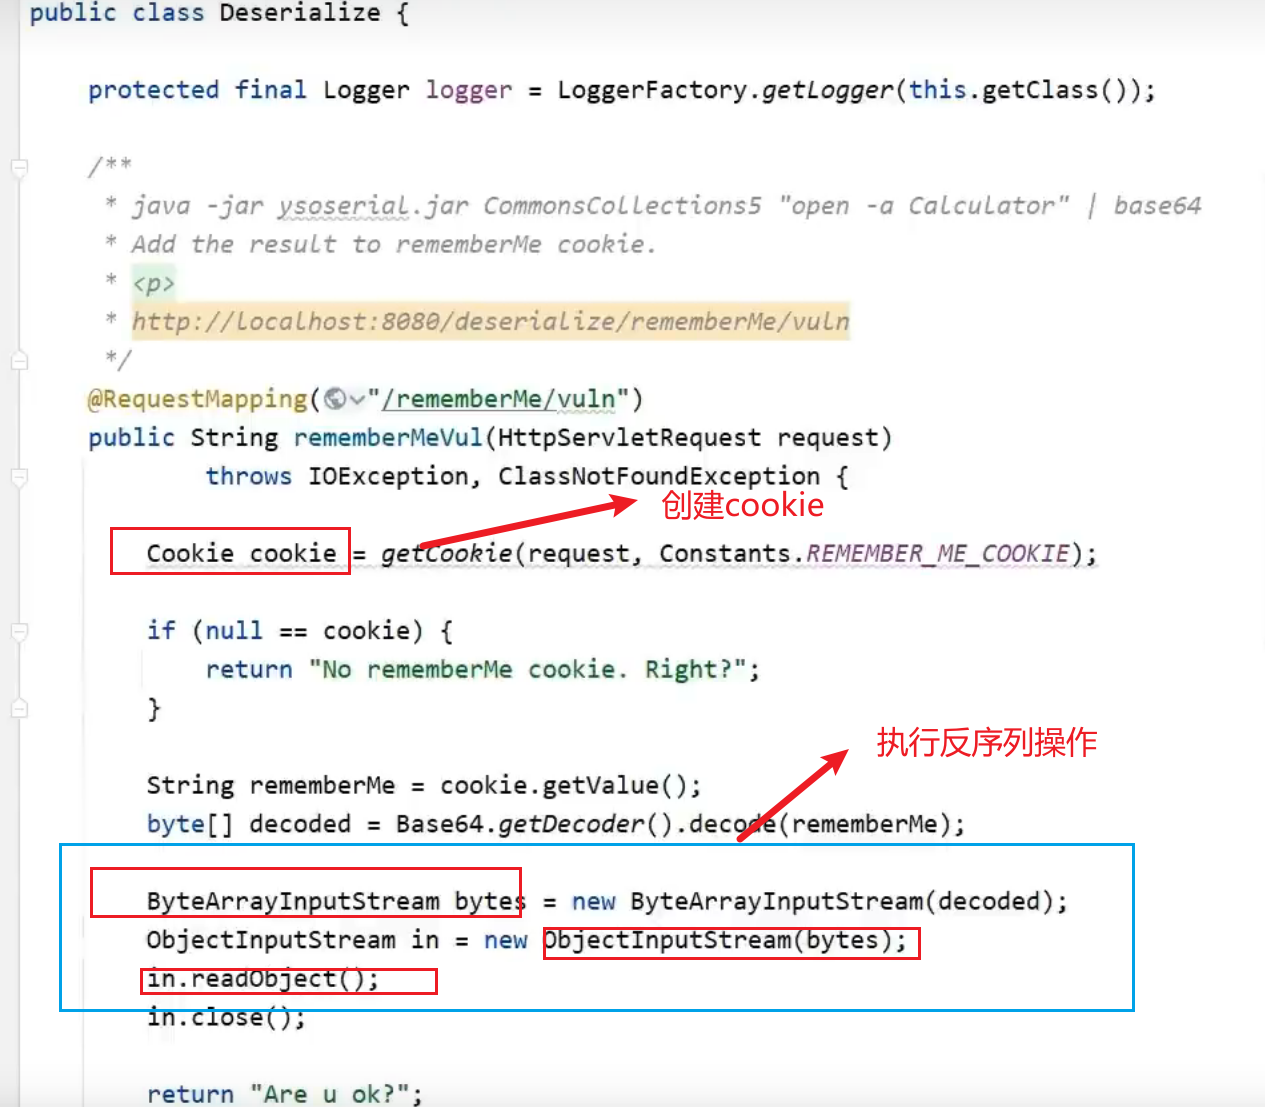 public class Deserialize {
protected final Logger logger = LoggerFactory.getLogger(this.getClass());
/**
* java -jar ysoserial.jar CommonsCollections5 "open -a Calculator" | base64
* Add the result to rememberMe cookie.
* <p>
* http://localhost:8080/deserialize/rememberMe/vuln
*/
@RequestMapping("/rememberMe/vuln")
public String rememberMeVul(HttpServletRequest request)
throws IOException, ClassNotFoundException {
创建cookie
Cookie cookie = getCookie(request, Constants.REMEMBER_ME_COOKIE);
if (null == cookie) {
return "No rememberMe cookie. Right?";
}
执行反序列操作
String rememberMe = cookie.getValue();
byte[] decoded = Base64.getDecoder().decode(rememberMe);
ByteArrayInputStream bytes = new ByteArrayInputStream(decoded);
ObjectInputStream in = new ObjectInputStream(bytes);
in.readObject();
in.close();
return "Are u ok?";